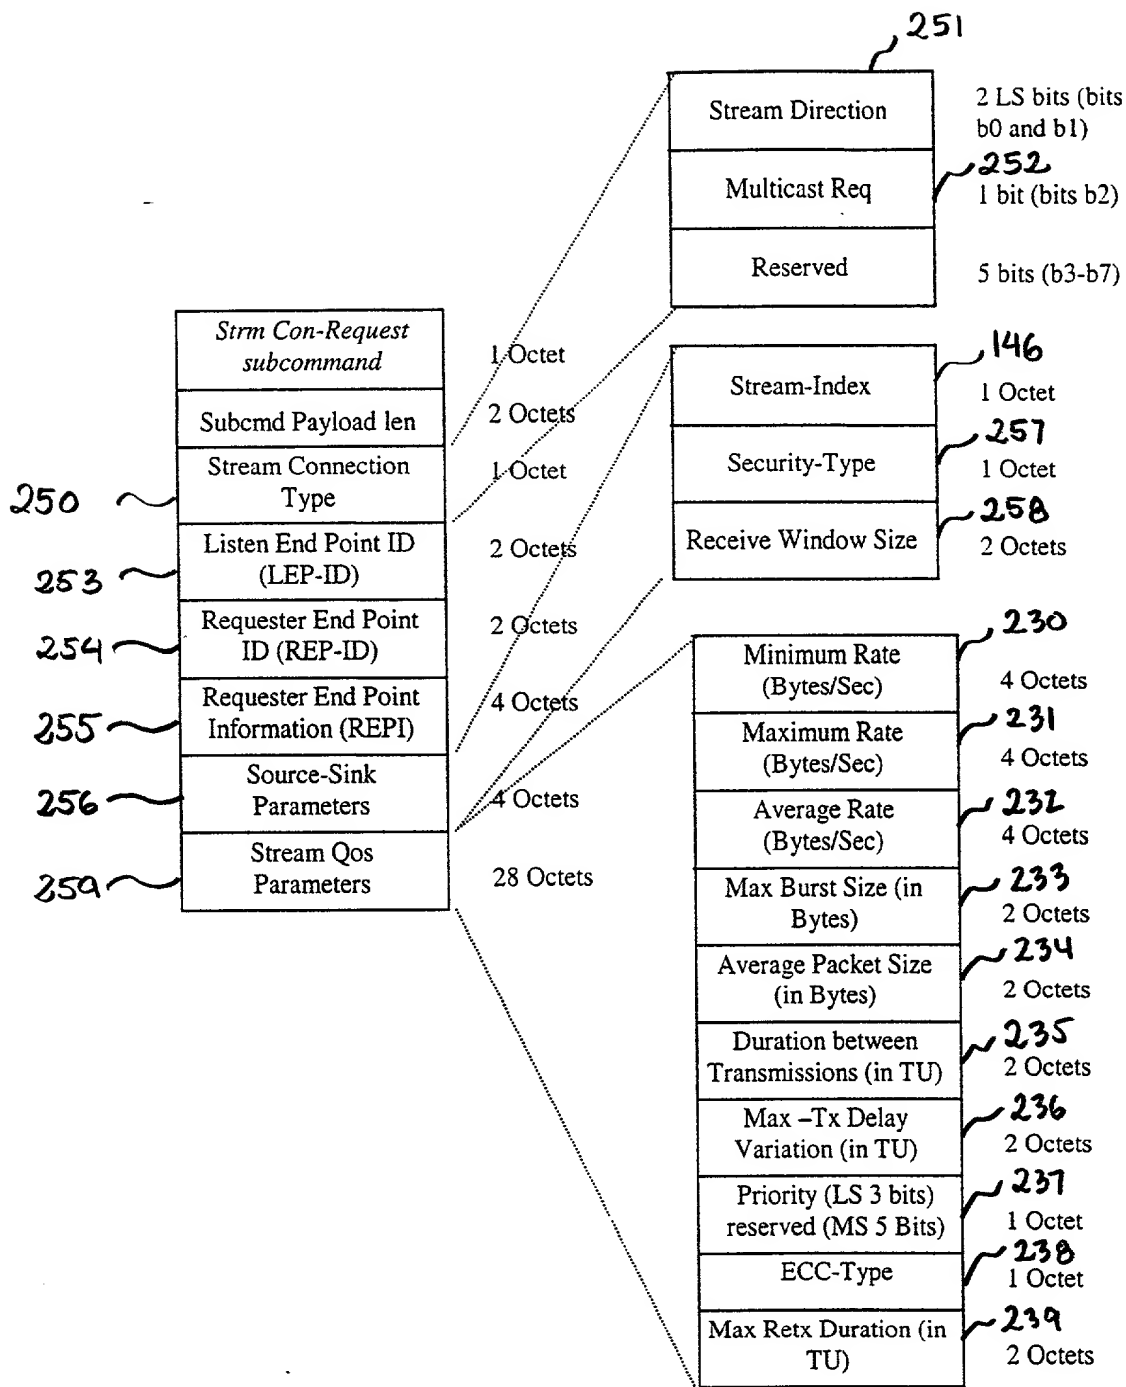 251
Stream Direction
2 LS bits (bits
b0 and b1)
252
Multicast Req
1 bit (bits b2)
Reserved
5 bits (b3-b7)
Strm Con-Request
subcommand
1 Octet
Subcmd Payload len
2 Octets
250
Stream Connection
Type
1 Octet
253
Listen End Point ID
(LEP-ID)
2 Octets
254
Requester End Point
ID (REP-ID)
2 Octets
255
Requester End Point
Information (REPI)
4 Octets
256
Source-Sink
Parameters
4 Octets
259
Stream Qos
Parameters
28 Octets
146
Stream-Index
1 Octet
257
Security-Type
1 Octet
258
Receive Window Size
2 Octets
230
Minimum Rate
(Bytes/Sec)
4 Octets
231
Maximum Rate
(Bytes/Sec)
4 Octets
232
Average Rate
(Bytes/Sec)
4 Octets
233
Max Burst Size (in
Bytes)
2 Octets
234
Average Packet Size
(in Bytes)
2 Octets
235
Duration between
Transmissions (in TU)
2 Octets
236
Max –Tx Delay
Variation (in TU)
2 Octets
237
Priority (LS 3 bits)
reserved (MS 5 Bits)
1 Octet
238
ECC-Type
1 Octet
239
Max Retx Duration (in
TU)
2 Octets